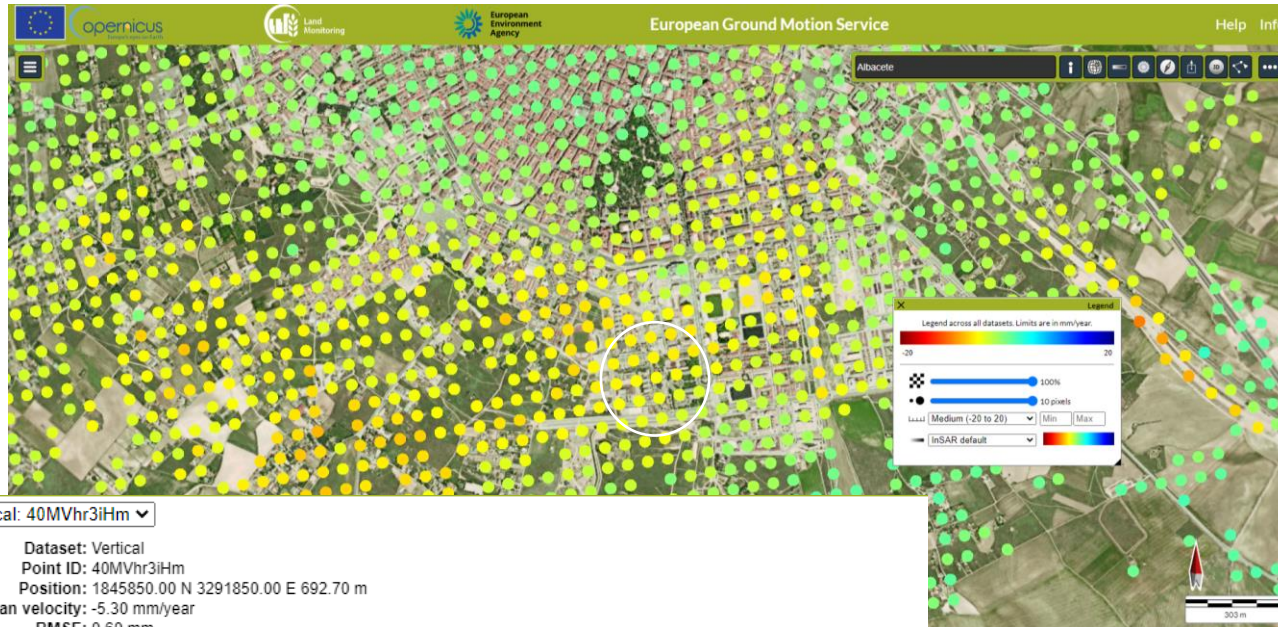 opernicus
Land
Monitoring
European
Environment
Agency
European Ground Motion Service
Help Inf
Albacete
Legend
Legend across all datasets. Limits are in mm/year.
-20 20
100%
10 pixels
Medium (-20 to 20) Min Max
InSAR default
303 m
cal: 40MVhr3iHm
Dataset: Vertical
Point ID: 40MVhr3iHm
Position: 1845850.00 N 3291850.00 E 692.70 m
an velocity: -5.30 mm/year